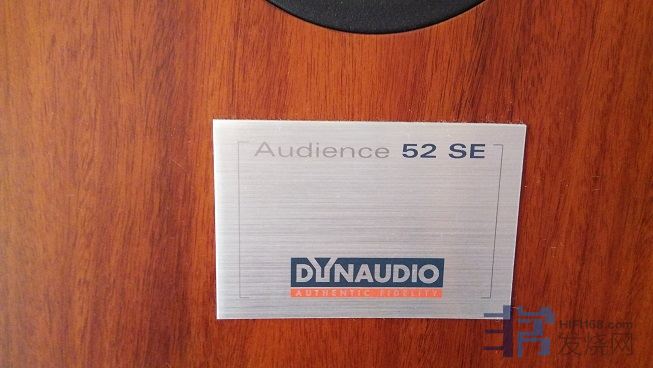 Audience 52 SE
DYNAUDIO
AUTHENTIC FIDELITY
HIFI168.com
发烧网